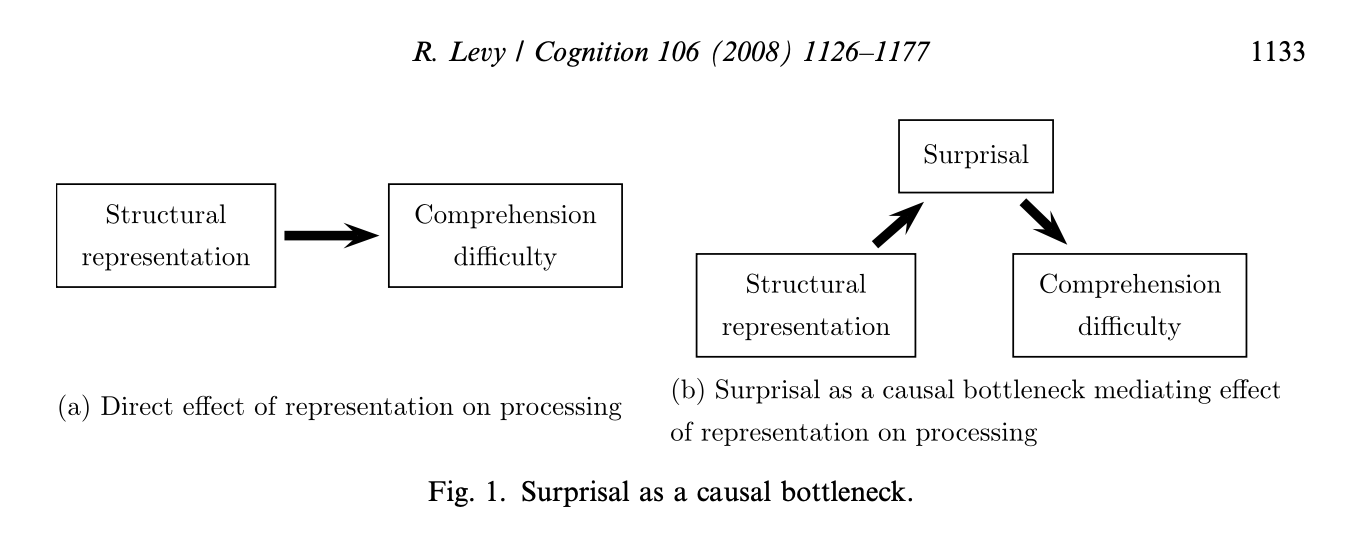 R. Levy / Cognition 106 (2008) 1126–1177 1133
Structural
representation
Comprehension
difficulty
(a) Direct effect of representation on processing
Surprisal
Structural
representation
Comprehension
difficulty
(b) Surprisal as a causal bottleneck mediating effect
of representation on processing
Fig. 1. Surprisal as a causal bottleneck.